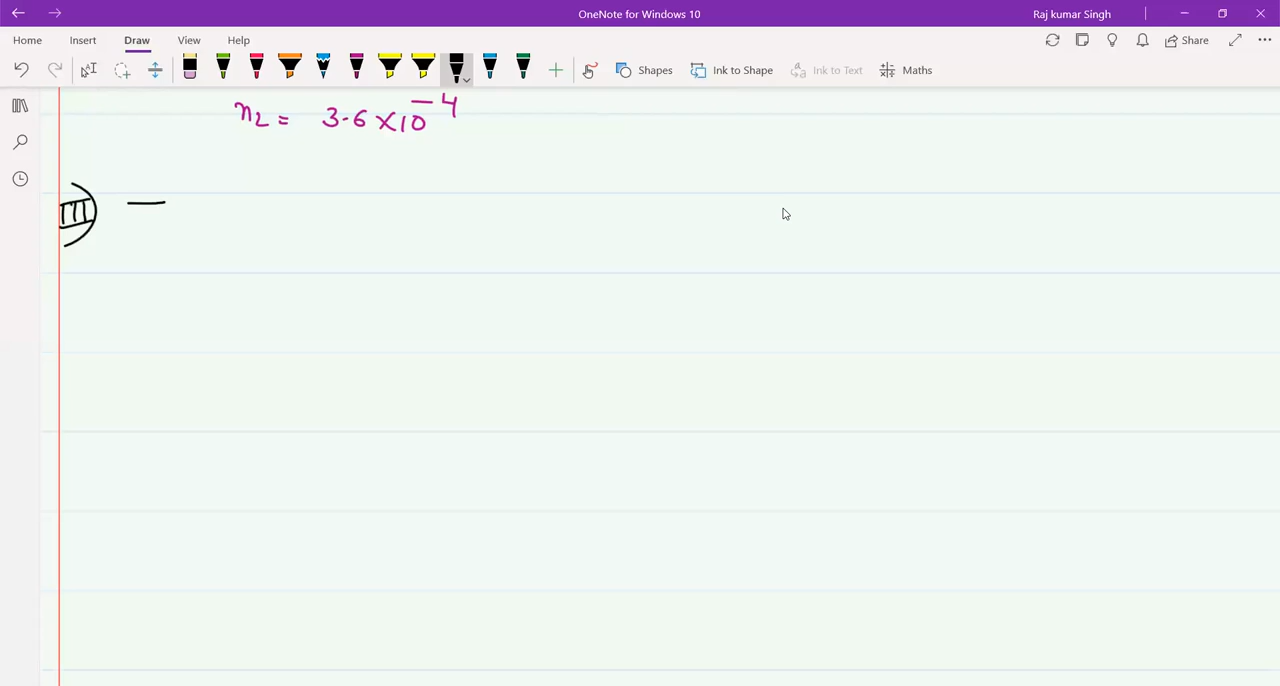 OneNote for Windows 10
Raj kumar Singh
Home Insert Draw View Help
Share
Shapes Ink to Shape Ink to Text Maths
n₂ = 3.6 × 10⁻⁴
III) —